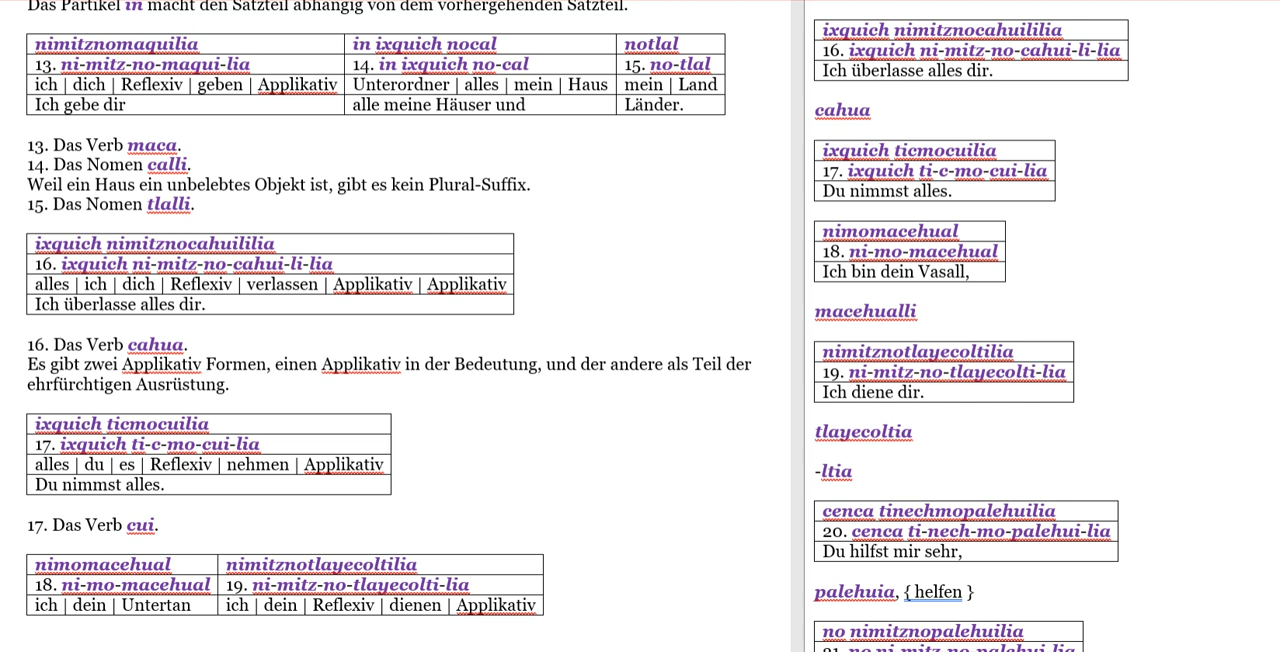 Das Partikel in macht den Satzteil abhängig von dem vorhergehenden Satzteil.
nimitznomaquilia | in ixquich nocal | notlal
13. ni-mitz-no-maqui-lia | 14. in ixquich no-cal | 15. no-tlal
ich | dich | Reflexiv | geben | Applikativ | Unterordner | alles | mein | Haus | mein | Land
Ich gebe dir | alle meine Häuser und | Länder.
13. Das Verb maca.
14. Das Nomen calli.
Weil ein Haus ein unbelebtes Objekt ist, gibt es kein Plural-Suffix.
15. Das Nomen tlalli.
ixquich nimitznocahuililia
16. ixquich ni-mitz-no-cahui-li-lia
alles | ich | dich | Reflexiv | verlassen | Applikativ | Applikativ
Ich überlasse alles dir.
16. Das Verb cahua.
Es gibt zwei Applikativ Formen, einen Applikativ in der Bedeutung, und der andere als Teil der
ehrfürchtigen Ausrüstung.
ixquich ticmocuilia
17. ixquich ti-c-mo-cui-lia
alles | du | es | Reflexiv | nehmen | Applikativ
Du nimmst alles.
17. Das Verb cui.
nimomacehual | nimitznotlayecoltilia
18. ni-mo-macehual | 19. ni-mitz-no-tlayecolti-lia
ich | dein | Untertan | ich | dein | Reflexiv | dienen | Applikativ
ixquich nimitznocahuililia
16. ixquich ni-mitz-no-cahui-li-lia
Ich überlasse alles dir.
cahua
ixquich ticmocuilia
17. ixquich ti-c-mo-cui-lia
Du nimmst alles.
nimomacehual
18. ni-mo-macehual
Ich bin dein Vasall,
macehualli
nimitznotlayecoltilia
19. ni-mitz-no-tlayecolti-lia
Ich diene dir.
tlayecoltia
-ltia
cenca tinechmopalehuilia
20. cenca ti-nech-mo-palehui-lia
Du hilfst mir sehr,
palehuia, { helfen }
no nimitznopalehuilia
21. no ni-mitz-no-palehui-lia